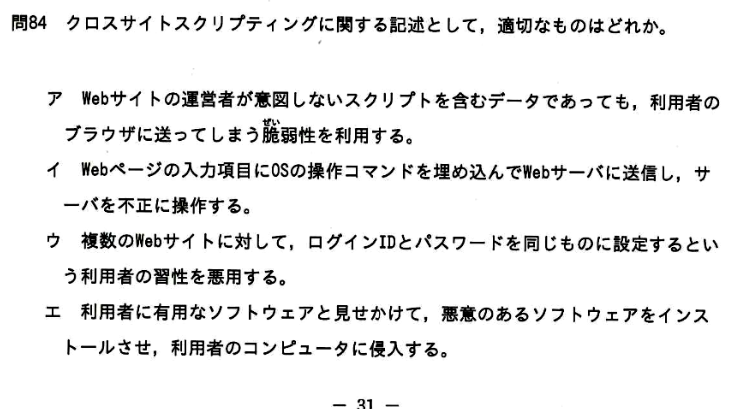 問84　クロスサイトスクリプティングに関する記述として，適切なものはどれか。
ア　Webサイトの運営者が意図しないスクリプトを含むデータであっても，利用者の
ブラウザに送ってしまう脆弱性を利用する。
イ　Webページの入力項目にOSの操作コマンドを埋め込んでWebサーバに送信し，サ
ーバを不正に操作する。
ウ　複数のWebサイトに対して，ログインIDとパスワードを同じものに設定するとい
う利用者の習性を悪用する。
エ　利用者に有用なソフトウェアと見せかけて，悪意のあるソフトウェアをインス
トールさせ，利用者のコンピュータに侵入する。
― 31 ―